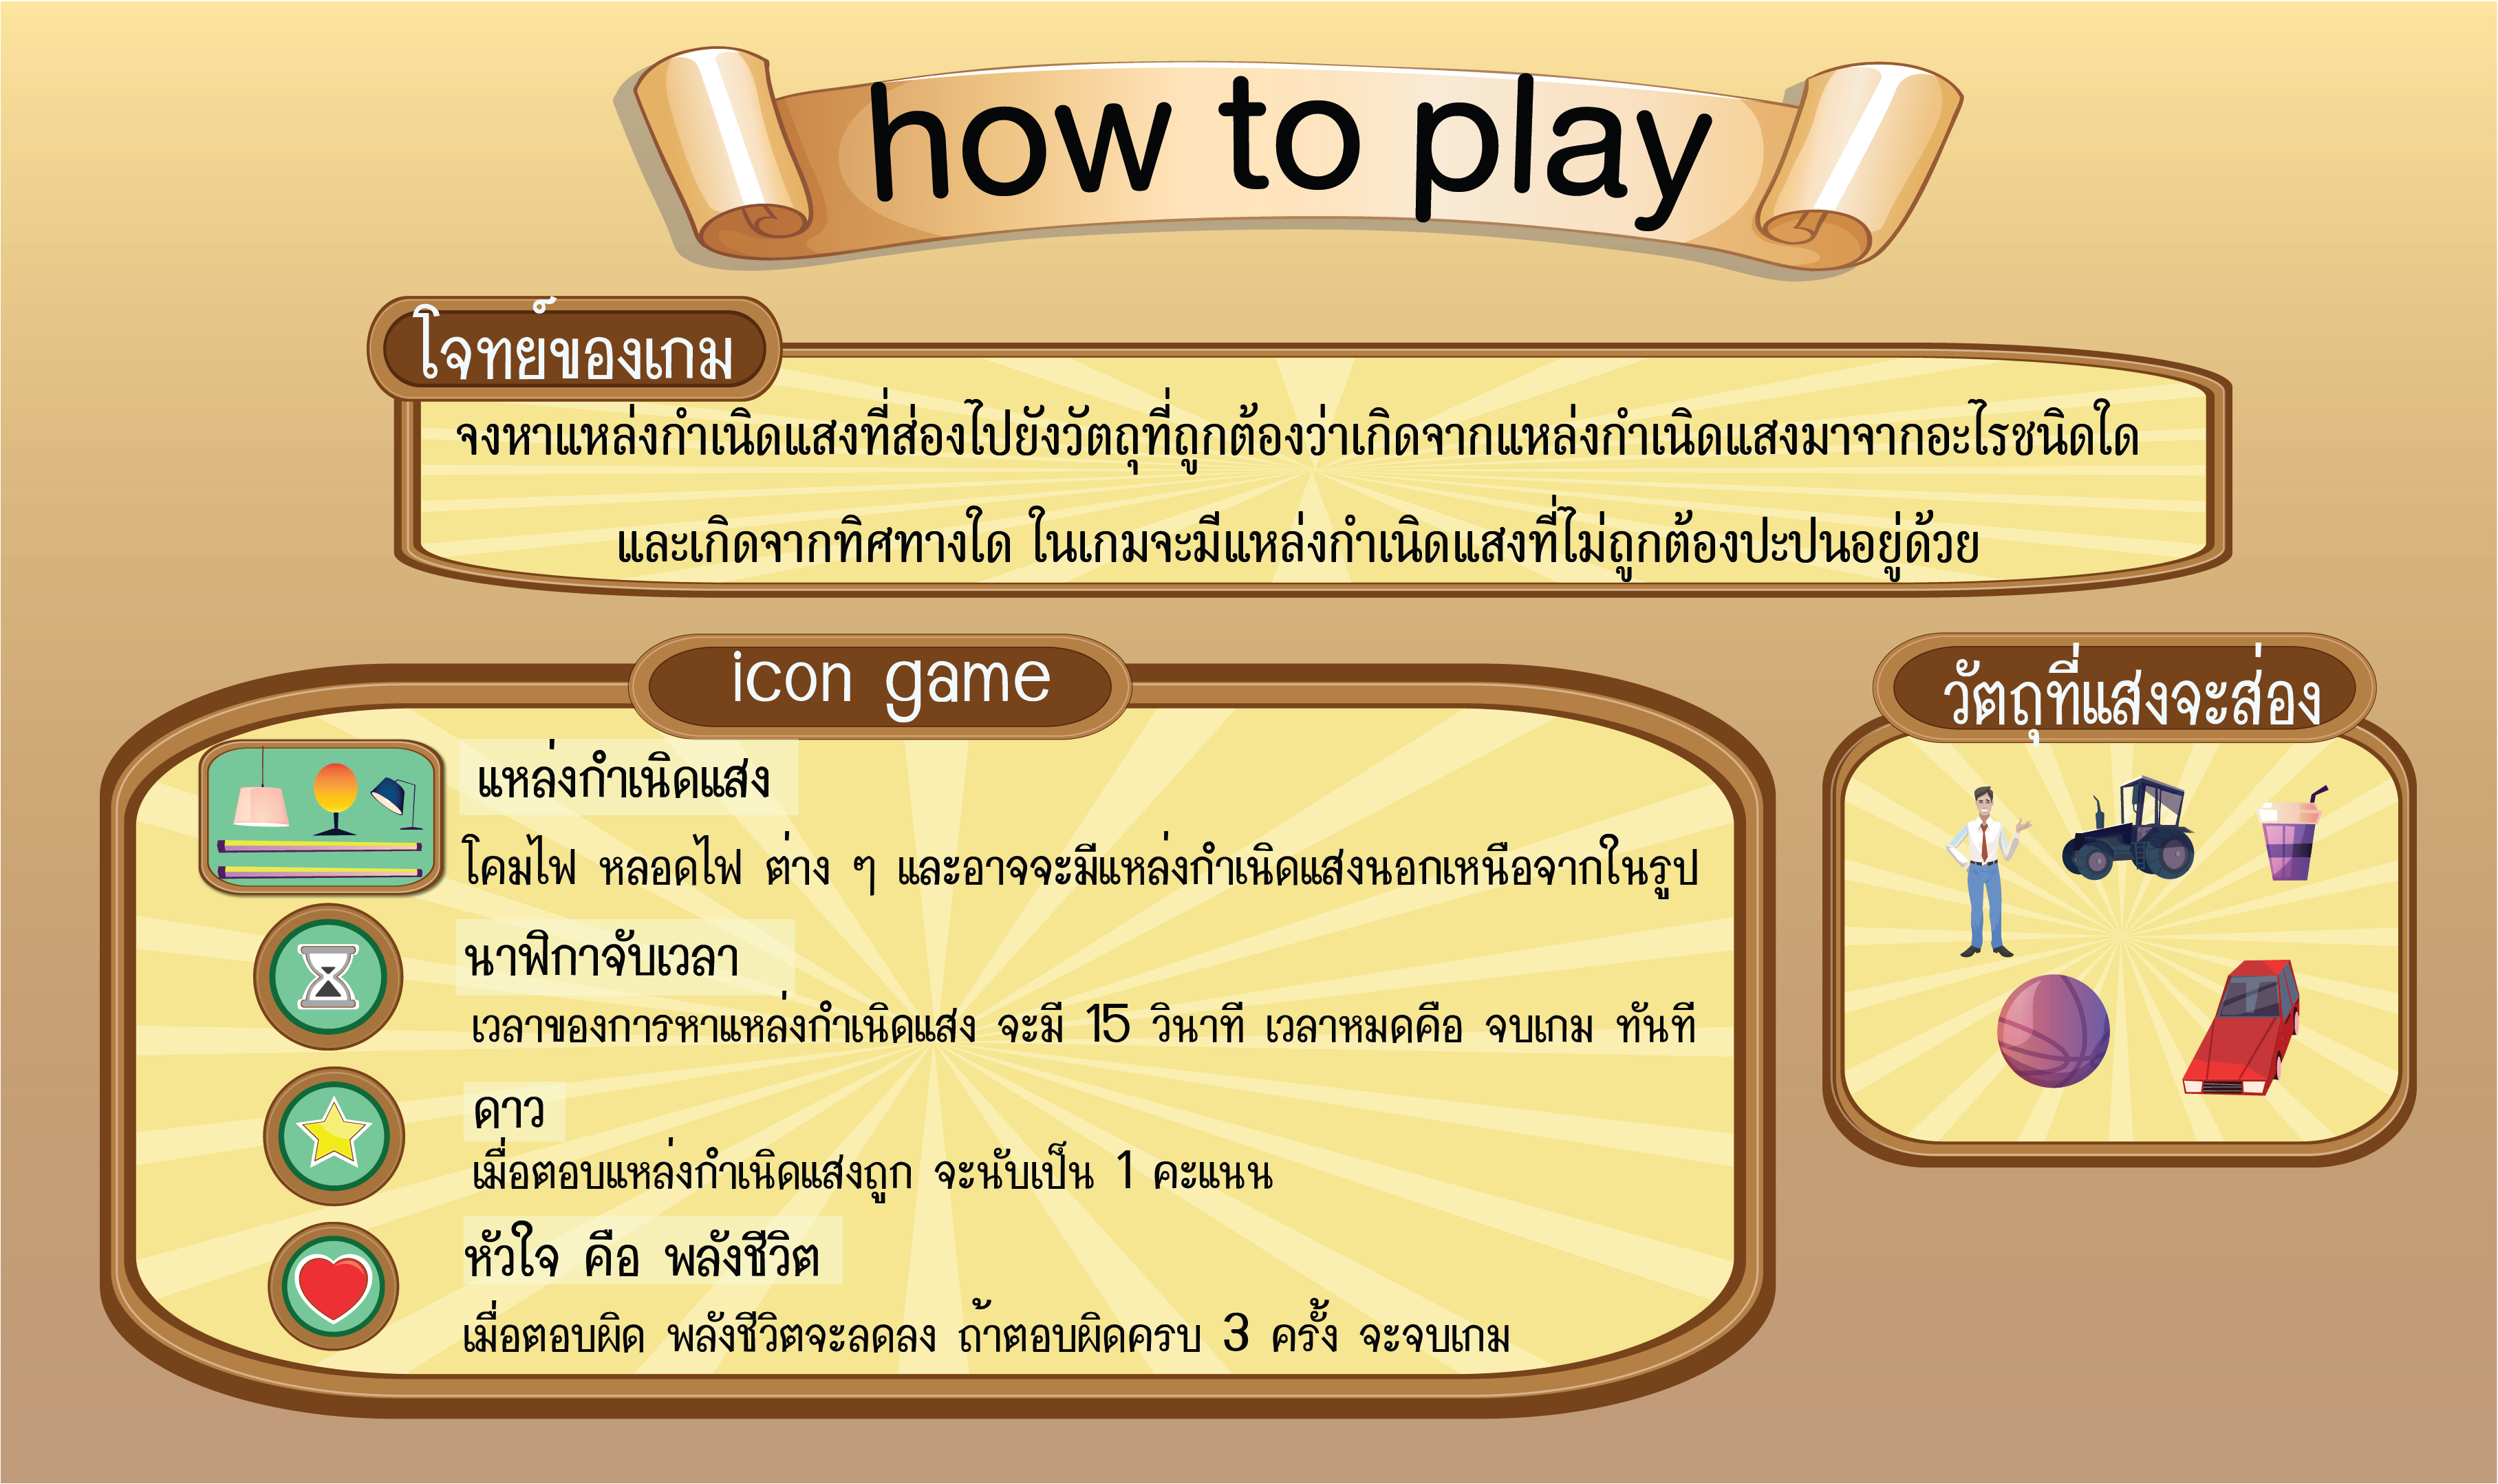 how to play
โจทย์ของเกม
จงหาแหล่งกำเนิดแสงที่ส่องไปยังวัตถุที่ถูกต้องว่าเกิดจากแหล่งกำเนิดแสงมาจากอะไรชนิดใด
และเกิดจากทิศทางใด ในเกมจะมีแหล่งกำเนิดแสงที่ไม่ถูกต้องปะปนอยู่ด้วย
icon game
แหล่งกำเนิดแสง
โคมไฟ หลอดไฟ ต่าง ๆ และอาจจะมีแหล่งกำเนิดแสงนอกเหนือจากในรูป
นาฬิกาจับเวลา
เวลาของการหาแหล่งกำเนิดแสง จะมี 15 วินาที เวลาหมดคือ จบเกม ทันที
ดาว
เมื่อตอบแหล่งกำเนิดแสงถูก จะนับเป็น 1 คะแนน
หัวใจ คือ พลังชีวิต
เมื่อตอบผิด พลังชีวิตจะลดลง ถ้าตอบผิดครบ 3 ครั้ง จะจบเกม
วัตถุที่แสงจะส่อง